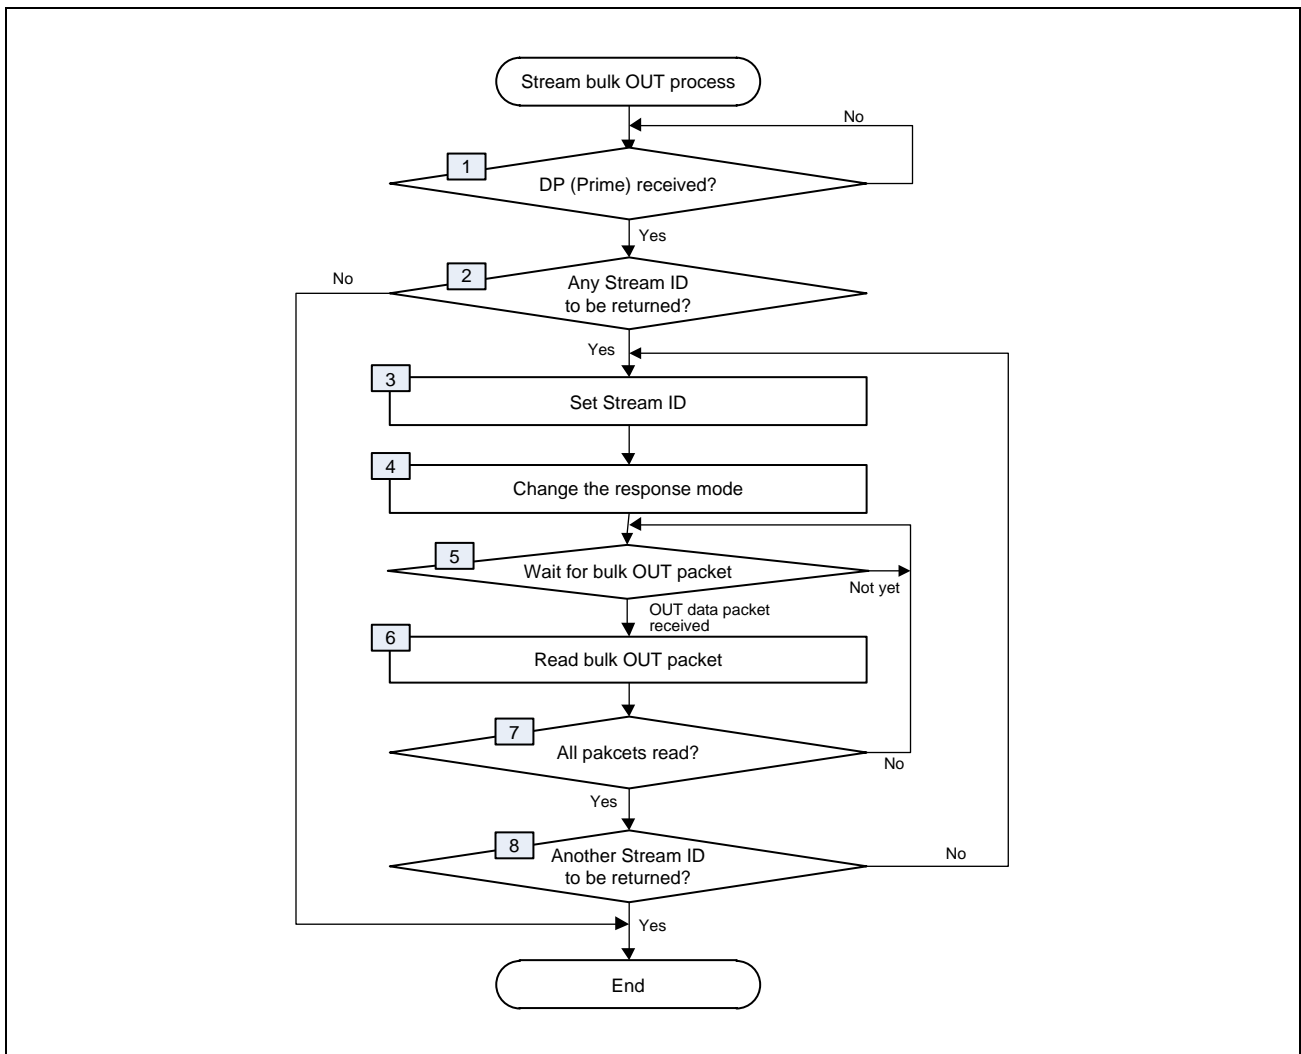 Stream bulk OUT process
No
1
DP (Prime) received?
Yes
2
No
Any Stream ID
to be returned?
Yes
3
Set Stream ID
4
Change the response mode
5
Wait for bulk OUT packet
Not yet
OUT data packet
received
6
Read bulk OUT packet
7
All pakcets read?
No
Yes
8
Another Stream ID
to be returned?
No
Yes
End